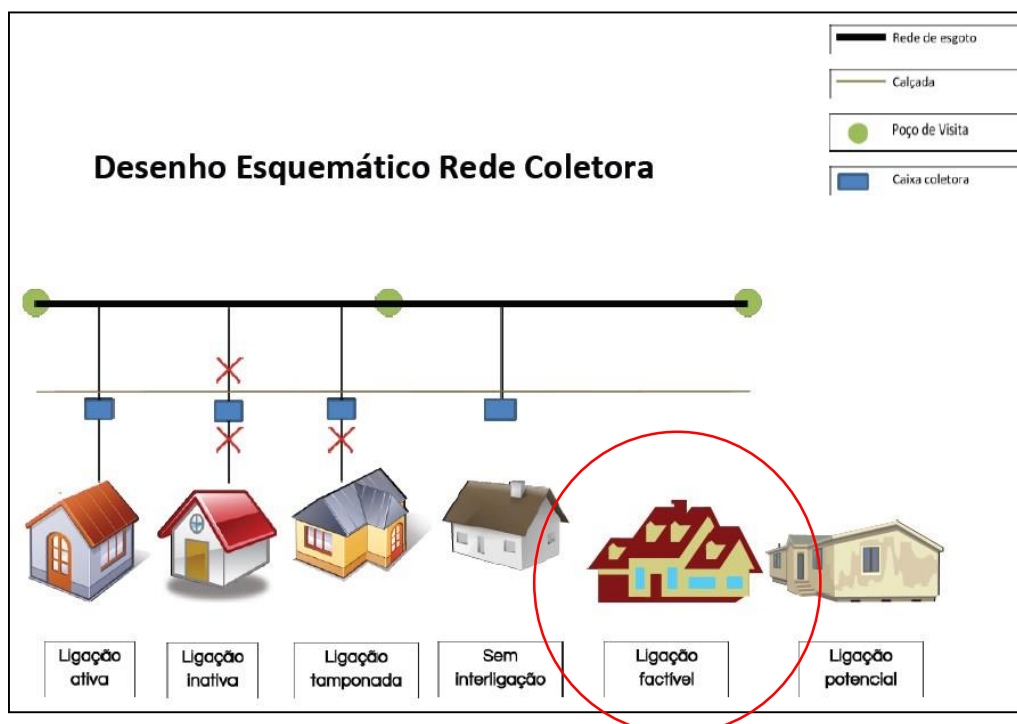 Rede de esgoto
Calçada
Poço de Visita
Caixa coletora
Desenho Esquemático Rede Coletora
Ligação
ativa
Ligação
inativa
Ligação
tamponada
Sem
interligação
Ligação
factível
Ligação
potencial